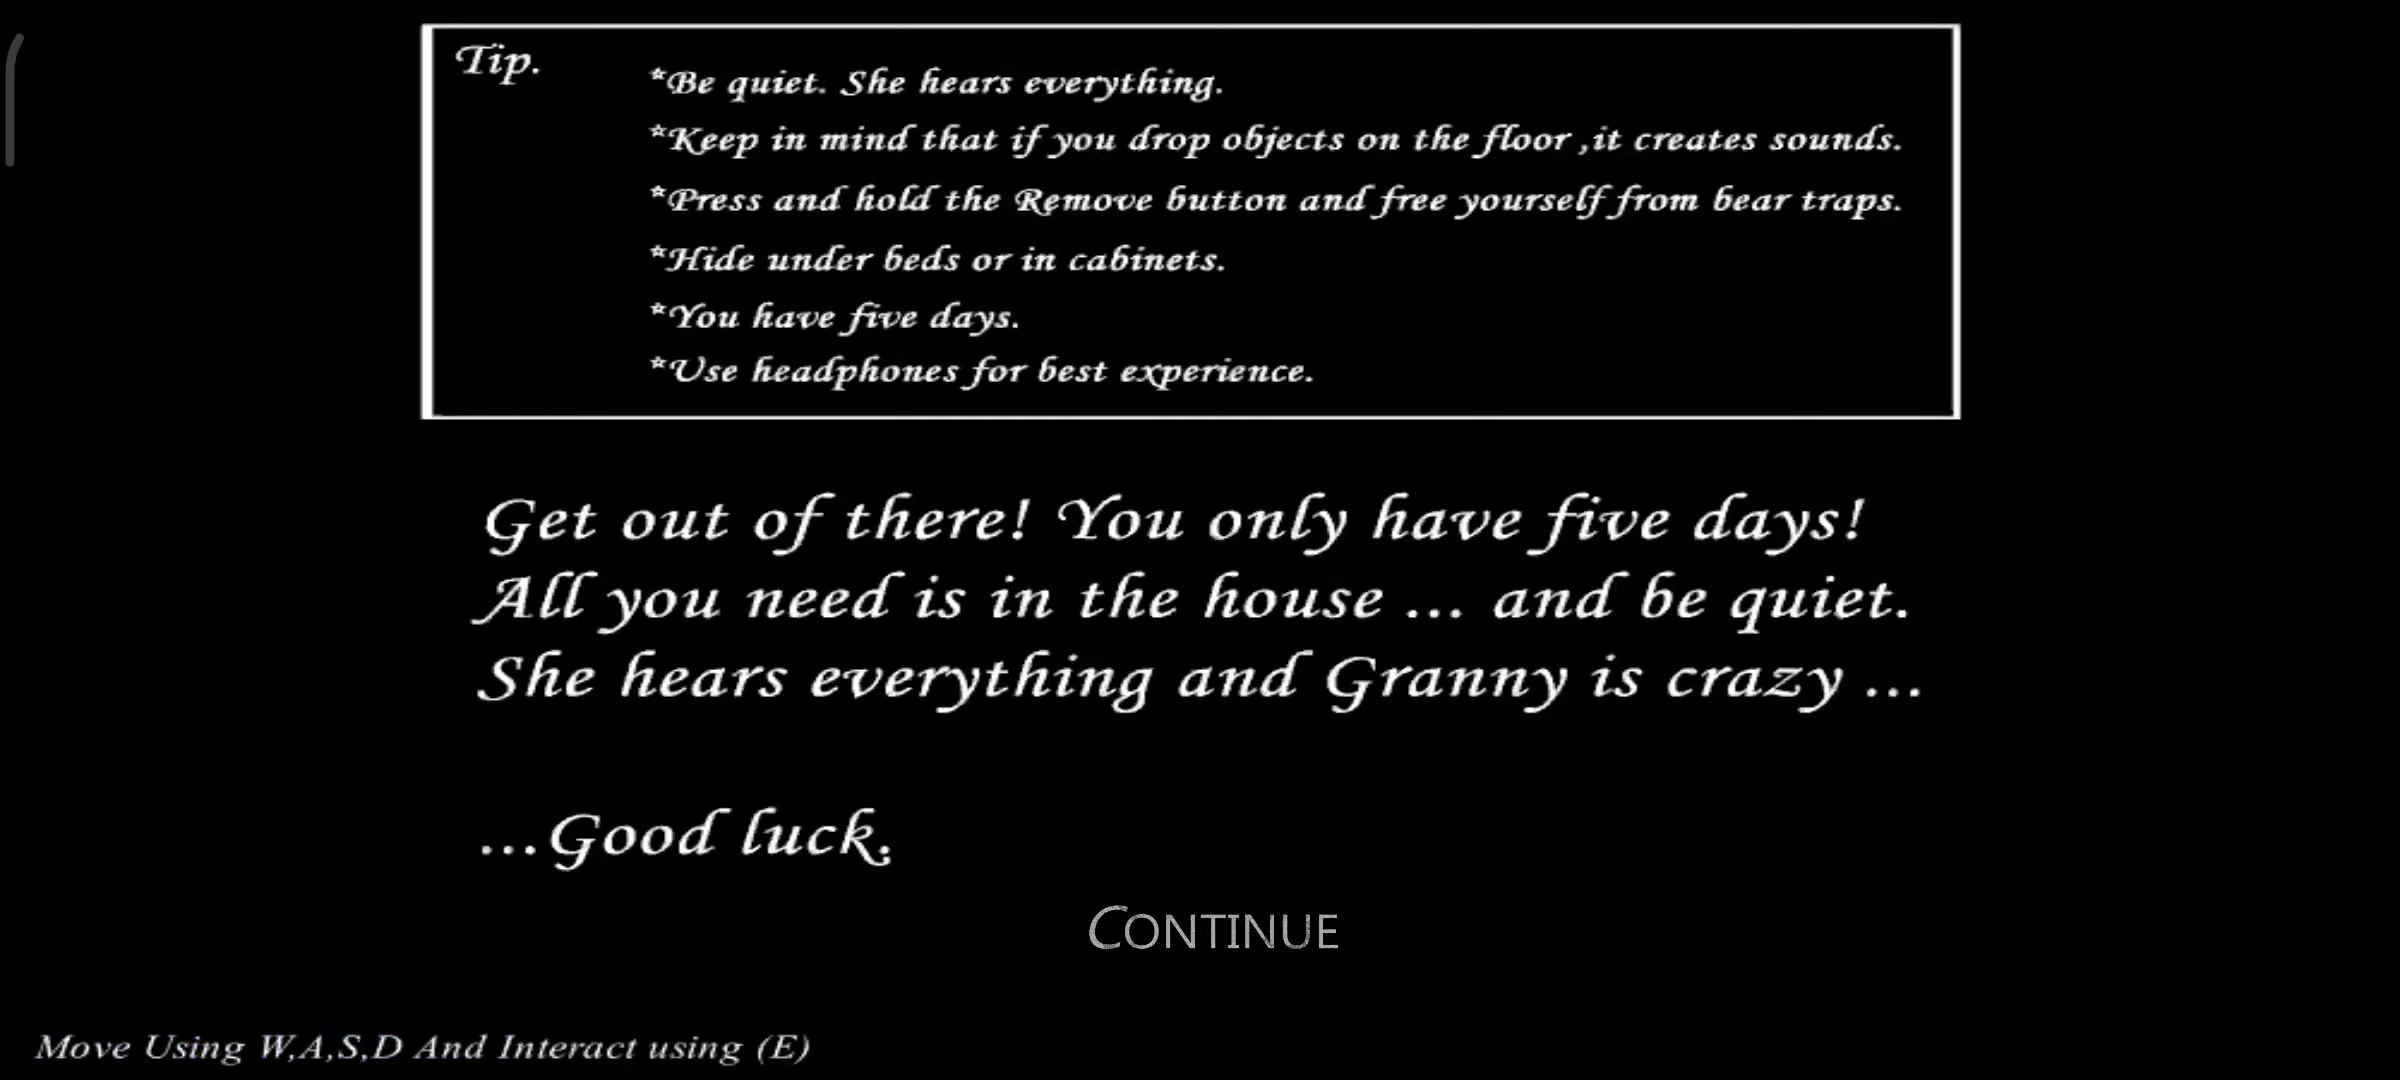 Tip.
*Be quiet. She hears everything.
*Keep in mind that if you drop objects on the floor ,it creates sounds.
*Press and hold the Remove button and free yourself from bear traps.
*Hide under beds or in cabinets.
*You have five days.
*Use headphones for best experience.
Get out of there! You only have five days!
All you need is in the house ... and be quiet.
She hears everything and Granny is crazy ...
...Good luck.
CONTINUE
Move Using W,A,S,D And Interact using (E)